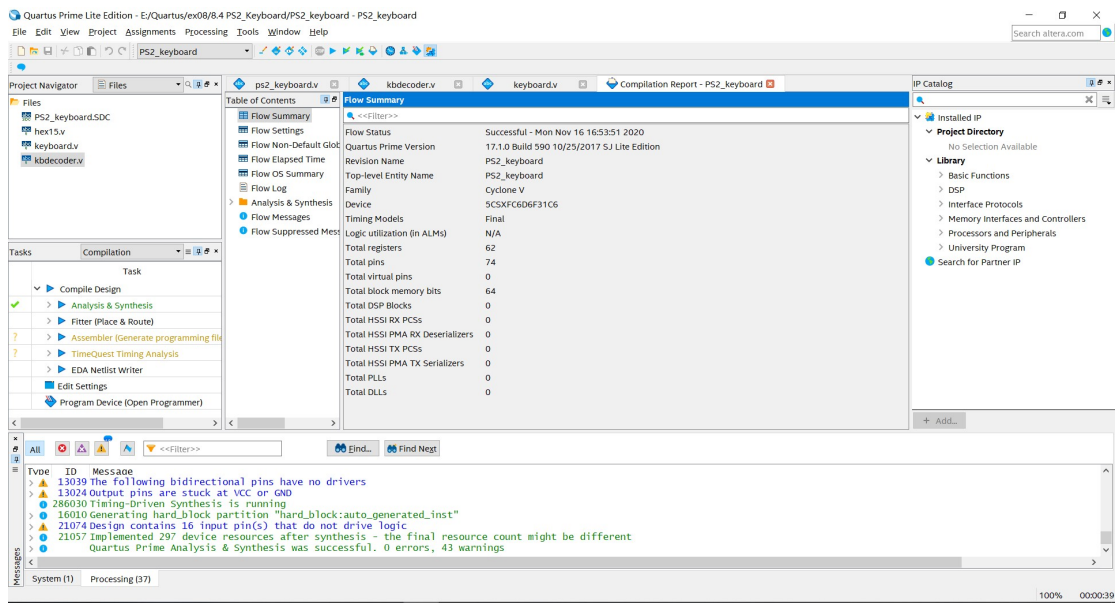 Quartus Prime Lite Edition - E:/Quartus/ex08/8.4 PS2_Keyboard/PS2_keyboard - PS2_keyboard
File Edit View Project Assignments Processing Tools Window Help
Search altera.com
PS2_keyboard
Project Navigator
Files
ps2_keyboard.v
kbdecoder.v
keyboard.v
Compilation Report - PS2_keyboard
IP Catalog
Files
PS2_keyboard.SDC
hex15.v
keyboard.v
kbdecoder.v
Table of Contents
Flow Summary
Flow Settings
Flow Non-Default Glob
Flow Elapsed Time
Flow OS Summary
Flow Log
Analysis & Synthesis
Flow Messages
Flow Suppressed Mess
Flow Summary
<<Filter>>
Flow Status Successful - Mon Nov 16 16:53:51 2020
Quartus Prime Version 17.1.0 Build 590 10/25/2017 SJ Lite Edition
Revision Name PS2_keyboard
Top-level Entity Name PS2_keyboard
Family Cyclone V
Device 5CSXFC6D6F31C6
Timing Models Final
Logic utilization (in ALMs) N/A
Total registers 62
Total pins 74
Total virtual pins 0
Total block memory bits 64
Total DSP Blocks 0
Total HSSI RX PCSs 0
Total HSSI PMA RX Deserializers 0
Total HSSI TX PCSs 0
Total HSSI PMA TX Serializers 0
Total PLLs 0
Total DLLs 0
Installed IP
Project Directory
No Selection Available
Library
Basic Functions
DSP
Interface Protocols
Memory Interfaces and Controllers
Processors and Peripherals
University Program
Search for Partner IP
+ Add...
Tasks
Compilation
Task
Compile Design
Analysis & Synthesis
Fitter (Place & Route)
? Assembler (Generate programming file
? TimeQuest Timing Analysis
EDA Netlist Writer
Edit Settings
Program Device (Open Programmer)
All
<<Filter>>
Find...
Find Next
Type ID Message
13039 The following bidirectional pins have no drivers
13024 Output pins are stuck at VCC or GND
286030 Timing-Driven Synthesis is running
16010 Generating hard_block partition "hard_block:auto_generated_inst"
21074 Design contains 16 input pin(s) that do not drive logic
21057 Implemented 297 device resources after synthesis - the final resource count might be different
Quartus Prime Analysis & Synthesis was successful. 0 errors, 43 warnings
Messages
System (1)
Processing (37)
100% 00:00:39